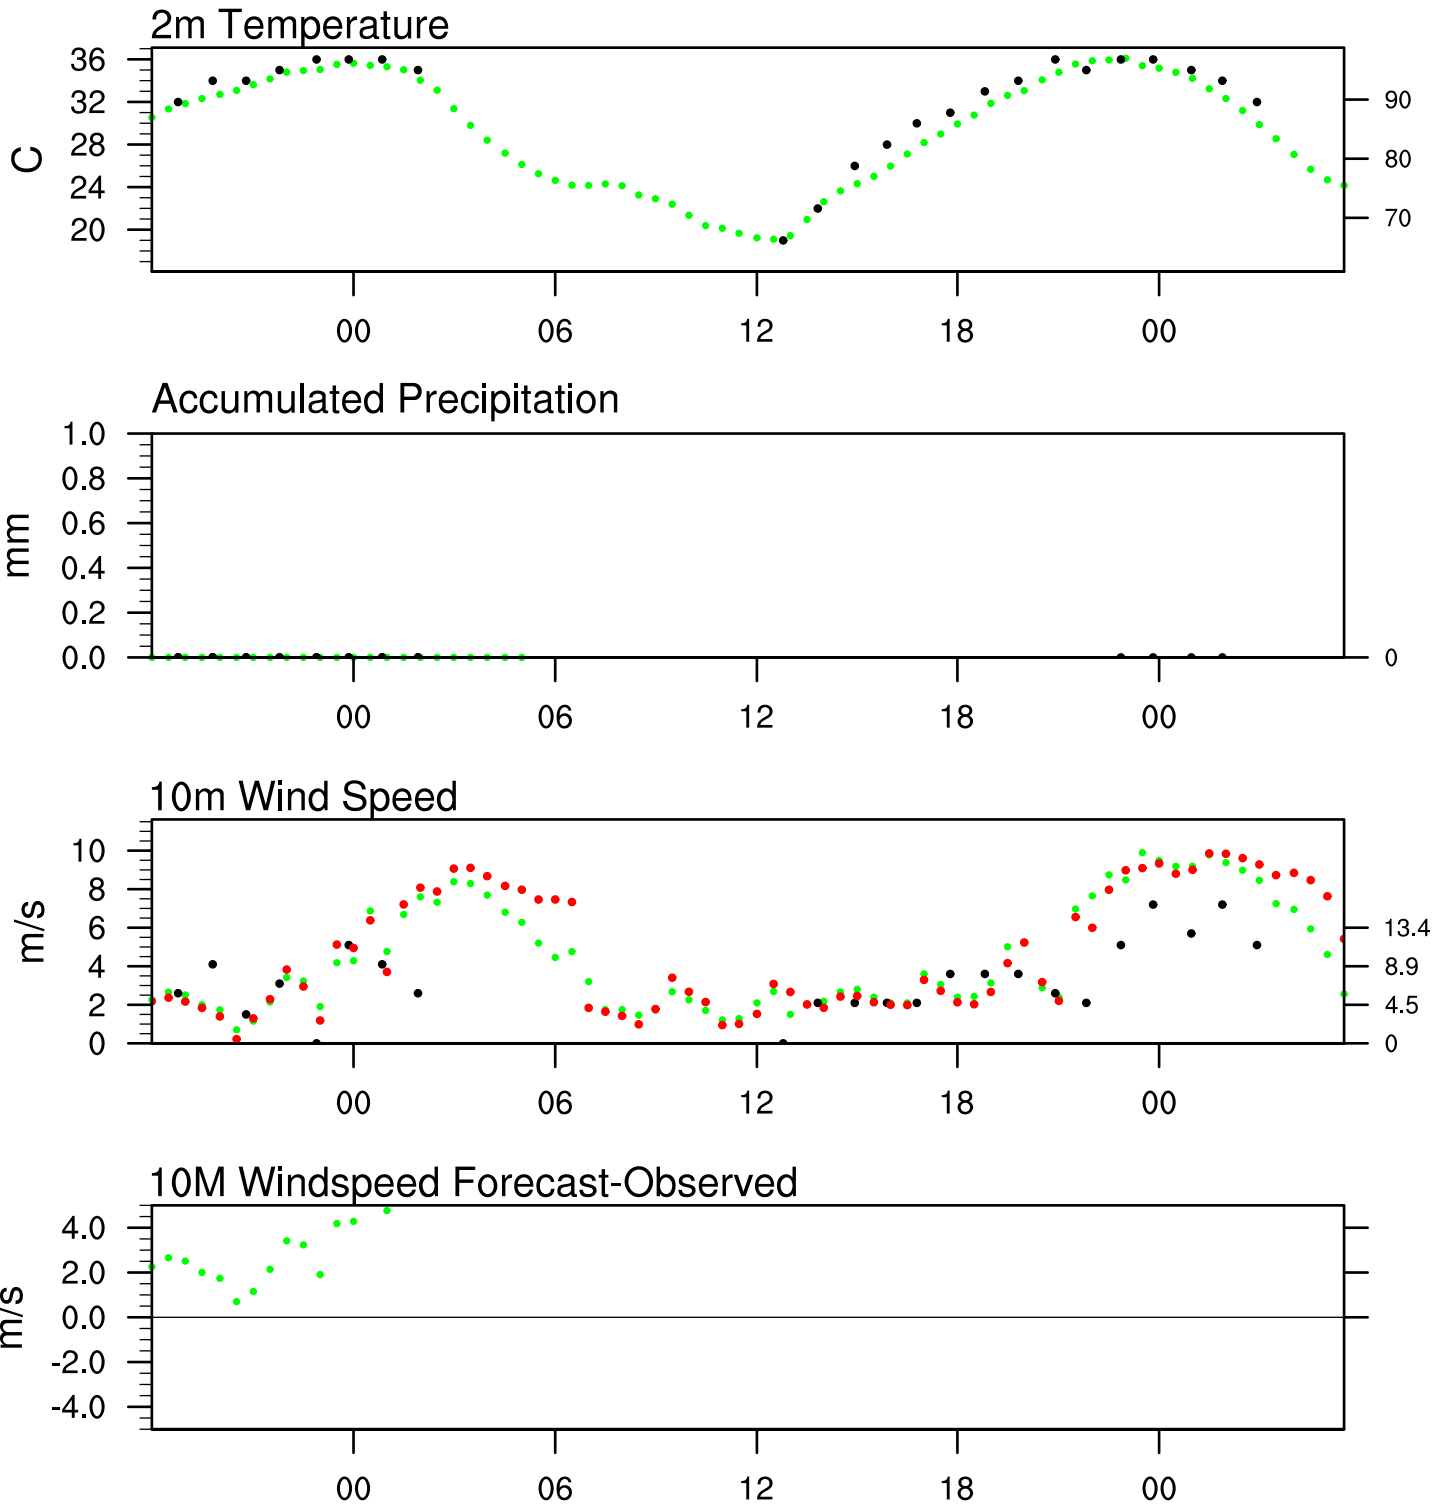 2m Temperature
36
32
28
24
20
C
90
80
70
00 06 12 18 00
Accumulated Precipitation
1.0
0.8
0.6
0.4
0.2
0.0
mm
0
00 06 12 18 00
10m Wind Speed
10
8
6
4
2
0
m/s
13.4
8.9
4.5
0
00 06 12 18 00
10M Windspeed Forecast-Observed
4.0
2.0
0.0
-2.0
-4.0
m/s
00 06 12 18 00